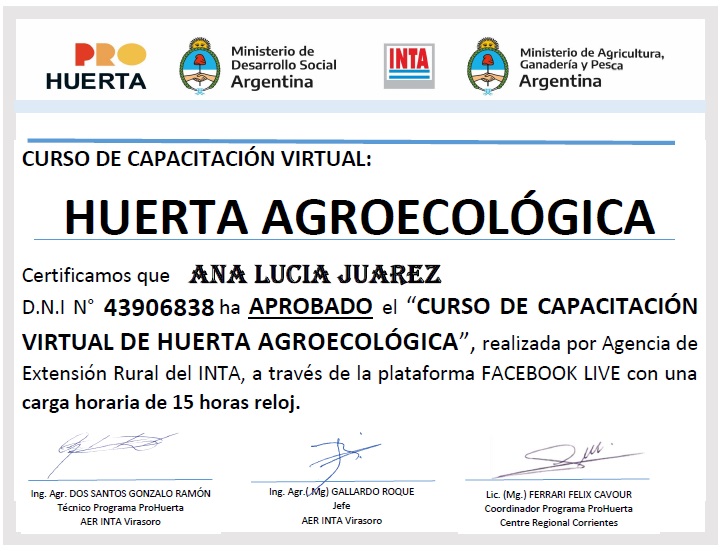 PRO
HUERTA
Ministerio de
Desarrollo Social
Argentina
INTA
Ministerio de Agricultura,
Ganadería y Pesca
Argentina
CURSO DE CAPACITACIÓN VIRTUAL:
HUERTA AGROECOLÓGICA
Certificamos que ANA LUCIA JUAREZ
D.N.I N° 43906838 ha APROBADO el “CURSO DE CAPACITACIÓN
VIRTUAL DE HUERTA AGROECOLÓGICA”, realizada por Agencia de
Extensión Rural del INTA, a través de la plataforma FACEBOOK LIVE con una
carga horaria de 15 horas reloj.
Ing. Agr. DOS SANTOS GONZALO RAMÓN
Técnico Programa ProHuerta
AER INTA Virasoro
Ing. Agr.( Mg) GALLARDO ROQUE
Jefe
AER INTA Virasoro
Lic. (Mg.) FERRARI FELIX CAVOUR
Coordinador Programa ProHuerta
Centre Regional Corrientes